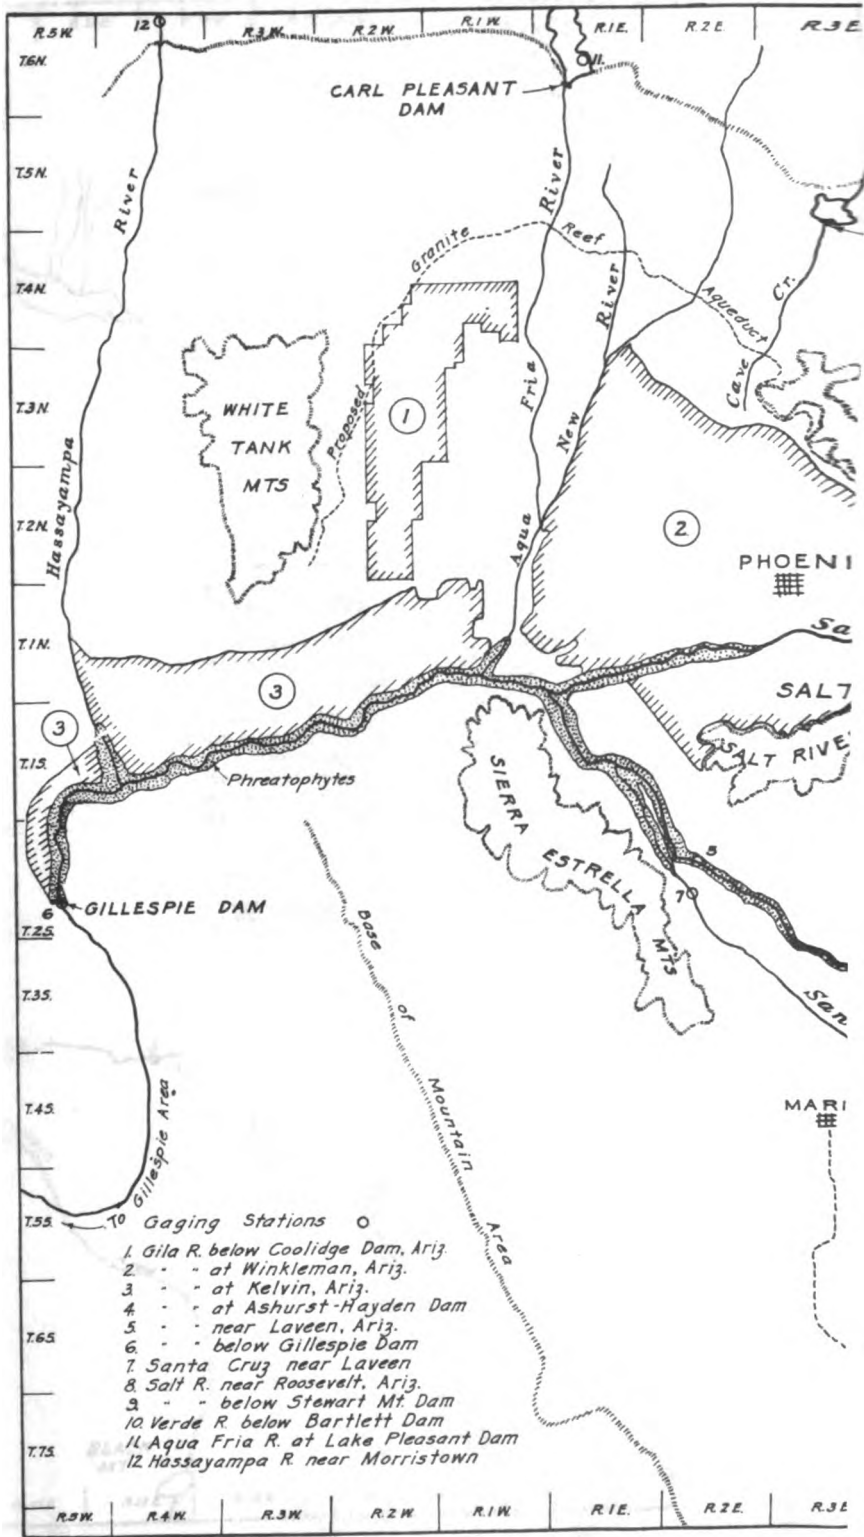 R.5W. 12 R.3W. R.2W. R.1W. R.1E. R.2E. R.3E
T.6N.
11.
CARL PLEASANT
DAM
T.5N.
River
River
Granite
Reef
River
T.4N.
Aqueduct
Cr.
Cave
Proposed
Fria
New
WHITE
TANK
MTS
1
T.3N.
Hassayampa
Aqua
T.2N.
2
PHOENI
T.1N.
Sa
3
SALT
3
SALT RIVE
T.1S.
Phreatophytes
SIERRA
ESTRELLA
MTS
5
7
6
GILLESPIE DAM
T.2S.
Base
of
Mountain
Area
T.3S.
San
T.4S.
MARI
Gillespie Area
TO
T.5S.
Gaging Stations O
1. Gila R. below Coolidge Dam, Ariz.
2. " " at Winkleman, Ariz.
3. " " at Kelvin, Ariz.
4. " " at Ashurst-Hayden Dam
5. " " near Laveen, Ariz.
6. " " below Gillespie Dam
7. Santa Cruz near Laveen
8. Salt R. near Roosevelt, Ariz.
9. " " below Stewart Mt. Dam
10. Verde R. below Bartlett Dam
11. Aqua Fria R. at Lake Pleasant Dam
12. Hassayampa R. near Morristown
T.6S.
T.7S.
R.5W. R.4W. R.3W. R.2W. R.1W. R.1E. R.2E. R.3E